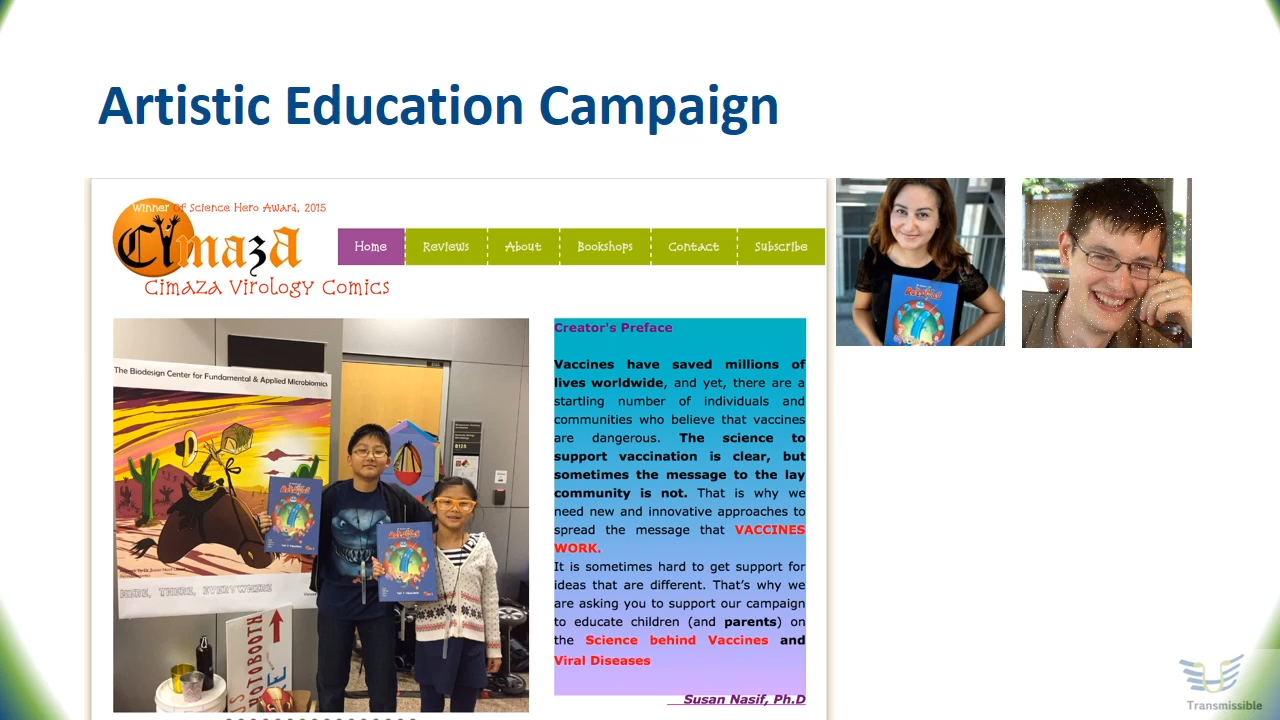 Artistic Education Campaign
Winner of Science Hero Award, 2015
Cimaza
Cimaza Virology Comics
Home
Reviews
About
Bookshops
Contact
Subscribe
The Biodesign Center for Fundamental & Applied Microbiomics
HERE, THERE, EVERYWHERE
PHOTOBOOTH
B125
Creator's Preface
Vaccines have saved millions of
lives worldwide, and yet, there are a
startling number of individuals and
communities who believe that vaccines
are dangerous. The science to
support vaccination is clear, but
sometimes the message to the lay
community is not. That is why we
need new and innovative approaches to
spread the message that VACCINES
WORK.
It is sometimes hard to get support for
ideas that are different. That's why we
are asking you to support our campaign
to educate children (and parents) on
the Science behind Vaccines and
Viral Diseases
Susan Nasif, Ph.D
Transmissible